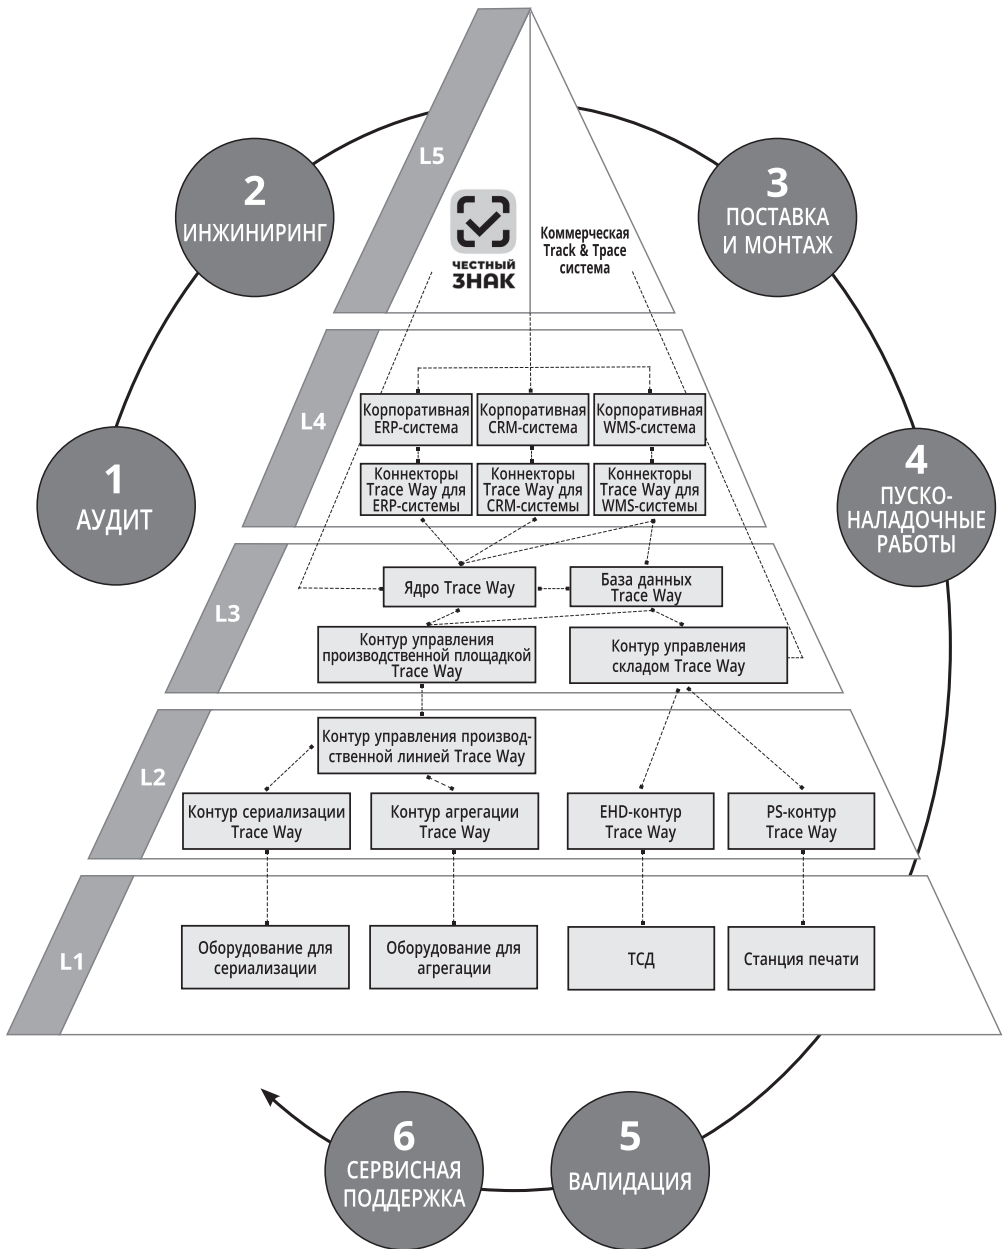 L5
ЧЕСТНЫЙ
ЗНАК
Коммерческая
Track & Трасе
система
2
ИНЖИНИРИНГ
3
ПОСТАВКА
И МОНТАЖ
L4
Корпоративная
ERP-система
Корпоративная
CRM-система
Корпоративная
WMS-система
Коннекторы
Trace Way для
ERP-системы
Коннекторы
Trace Way для
CRM-системы
Коннекторы
Trace Way для
WMS-системы
1
АУДИТ
4
ПУСКО-
НАЛАДОЧНЫЕ
РАБОТЫ
L3
Ядро Trace Way
База данных
Trace Way
Контур управления
производственной площадкой
Trace Way
Контур управления
складом Trace Way
L2
Контур управления производ-
ственной линией Trace Way
Контур сериализации
Trace Way
Контур агрегации
Trace Way
EHD-контур
Trace Way
PS-контур
Trace Way
L1
Оборудование для
сериализации
Оборудование для
агрегации
ТСД
Станция печати
6
СЕРВИСНАЯ
ПОДДЕРЖКА
5
ВАЛИДАЦИЯ